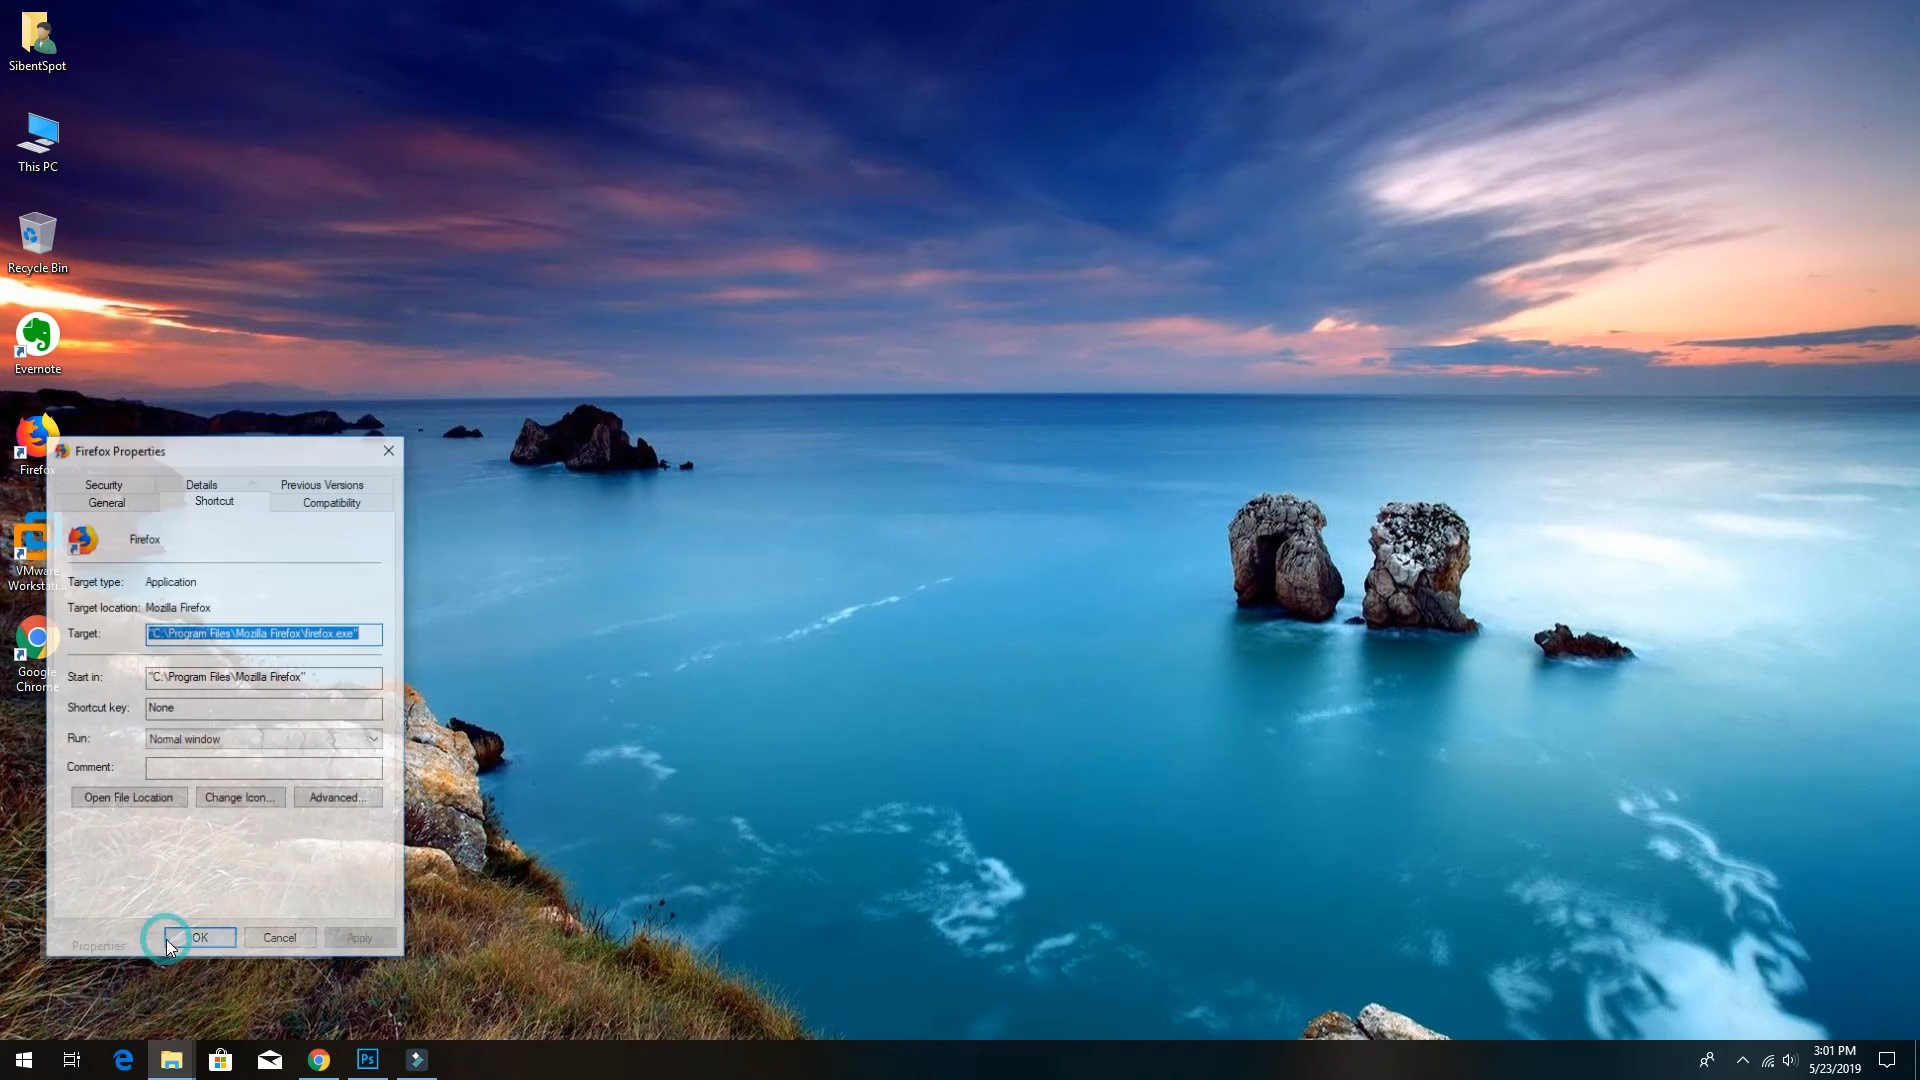 SibentSpot
This PC
Recycle Bin
Evernote
Firefox
VMware
Workstati...
Google
Chrome
Firefox Properties
Security
Details
Previous Versions
General
Shortcut
Compatibility
Firefox
Target type:
Application
Target location:
Mozilla Firefox
Target:
"C:\Program Files\Mozilla Firefox\firefox.exe"
Start in:
"C:\Program Files\Mozilla Firefox"
Shortcut key:
None
Run:
Normal window
Comment:
Open File Location
Change Icon...
Advanced...
Properties
OK
Cancel
Apply
Ps
3:01 PM
5/23/2019